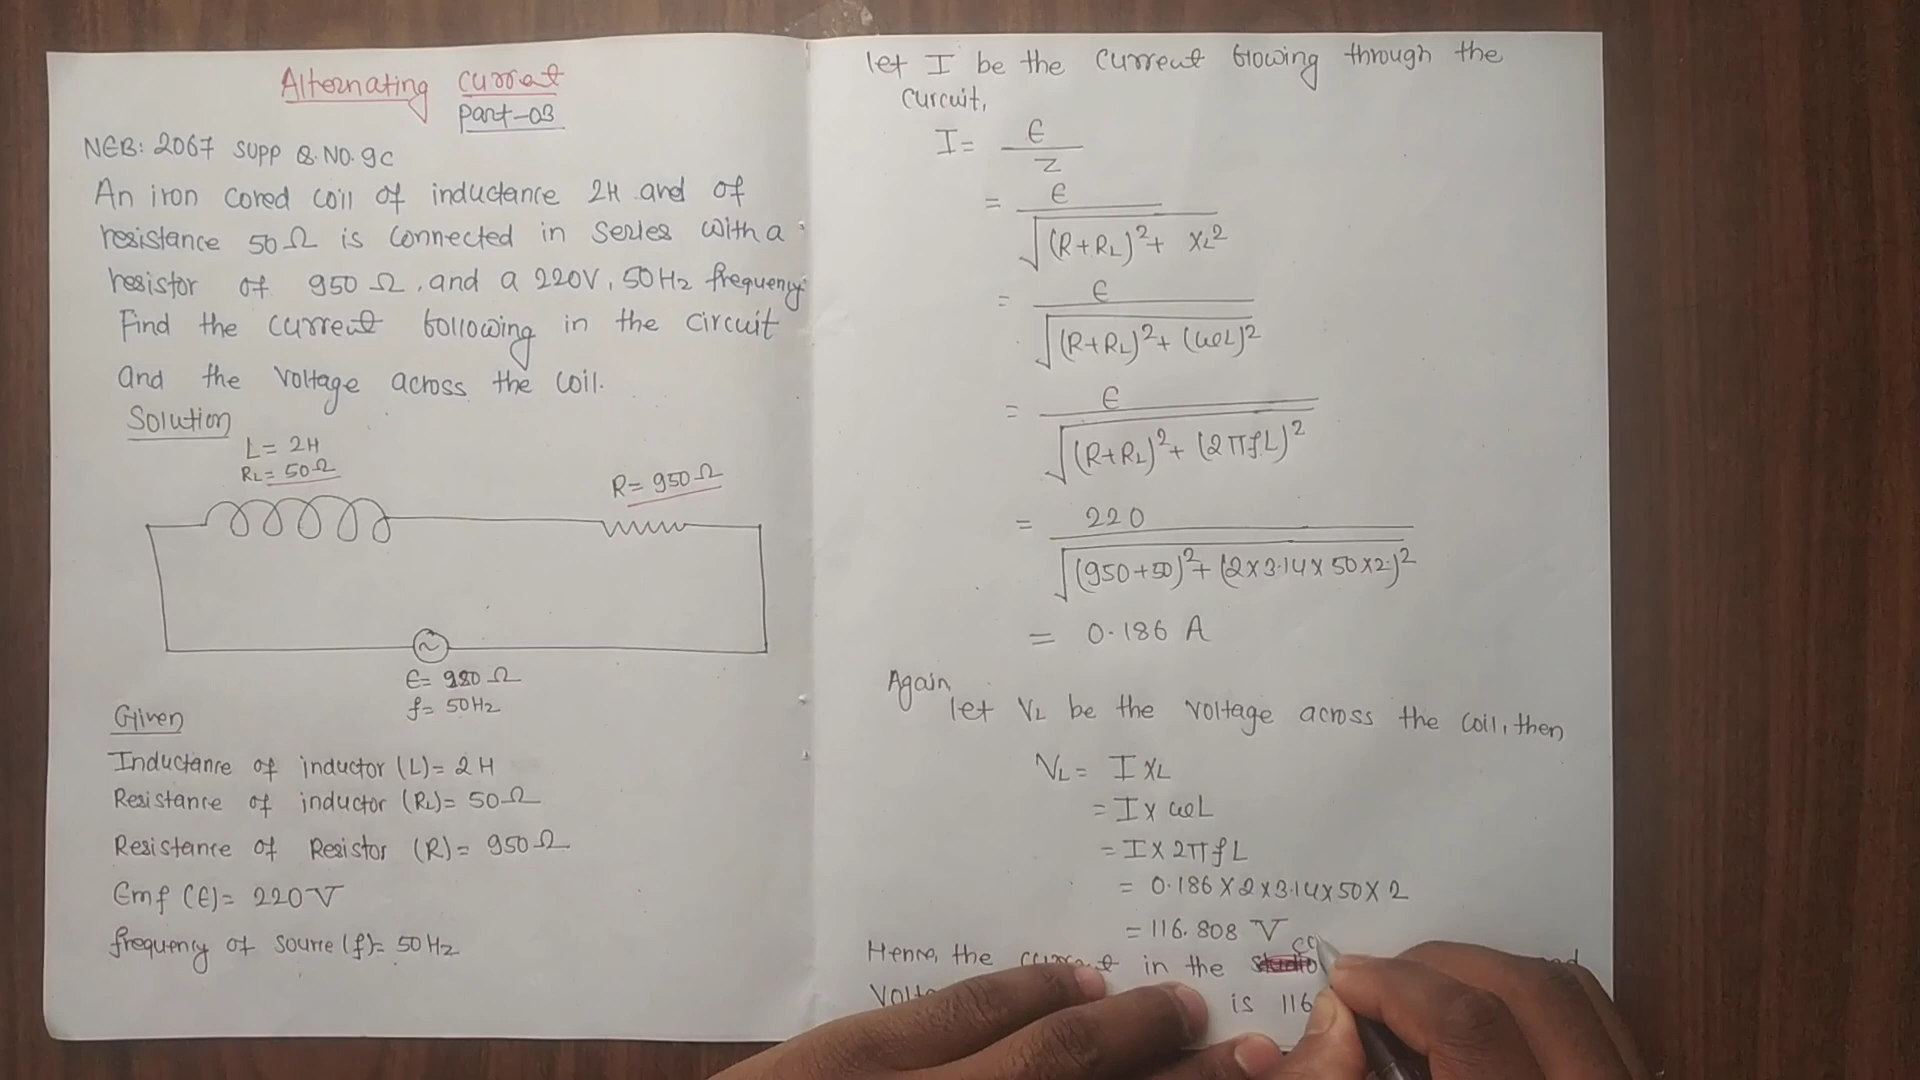 Alternating current
Part-03
NEB: 2067 SUPP Q.NO. 9C
An iron cored coil of inductance 2H and of
resistance 50Ω is connected in series with a
resistor of 950Ω, and a 220V, 50Hz frequency.
Find the current following in the circuit
and the voltage across the coil.
Solution
L= 2H
RL= 50Ω
R= 950Ω
f= 50Hz
Given
Inductance of inductor (L)= 2H
Resistance of inductor (RL)= 50Ω
Resistance of Resistor (R)= 950Ω
Emf (E)= 220V
frequency of source (f)= 50Hz
let I be the current flowing through the
curcuit,
I= E/Z
= E/√(R+RL)²+ XL²
= E/√(R+RL)²+ (ωL)²
= E/√(R+RL)²+ (2πfL)²
= 220/√(950+50)²+ (2×3.14×50×2)²
= 0.186 A
Again,
let VL be the voltage across the coil, then
VL= IXL
= I×ωL
= I×2πfL
= 0.186×2×3.14×50×2
= 116.808 V
Hence, the current in the
is 116